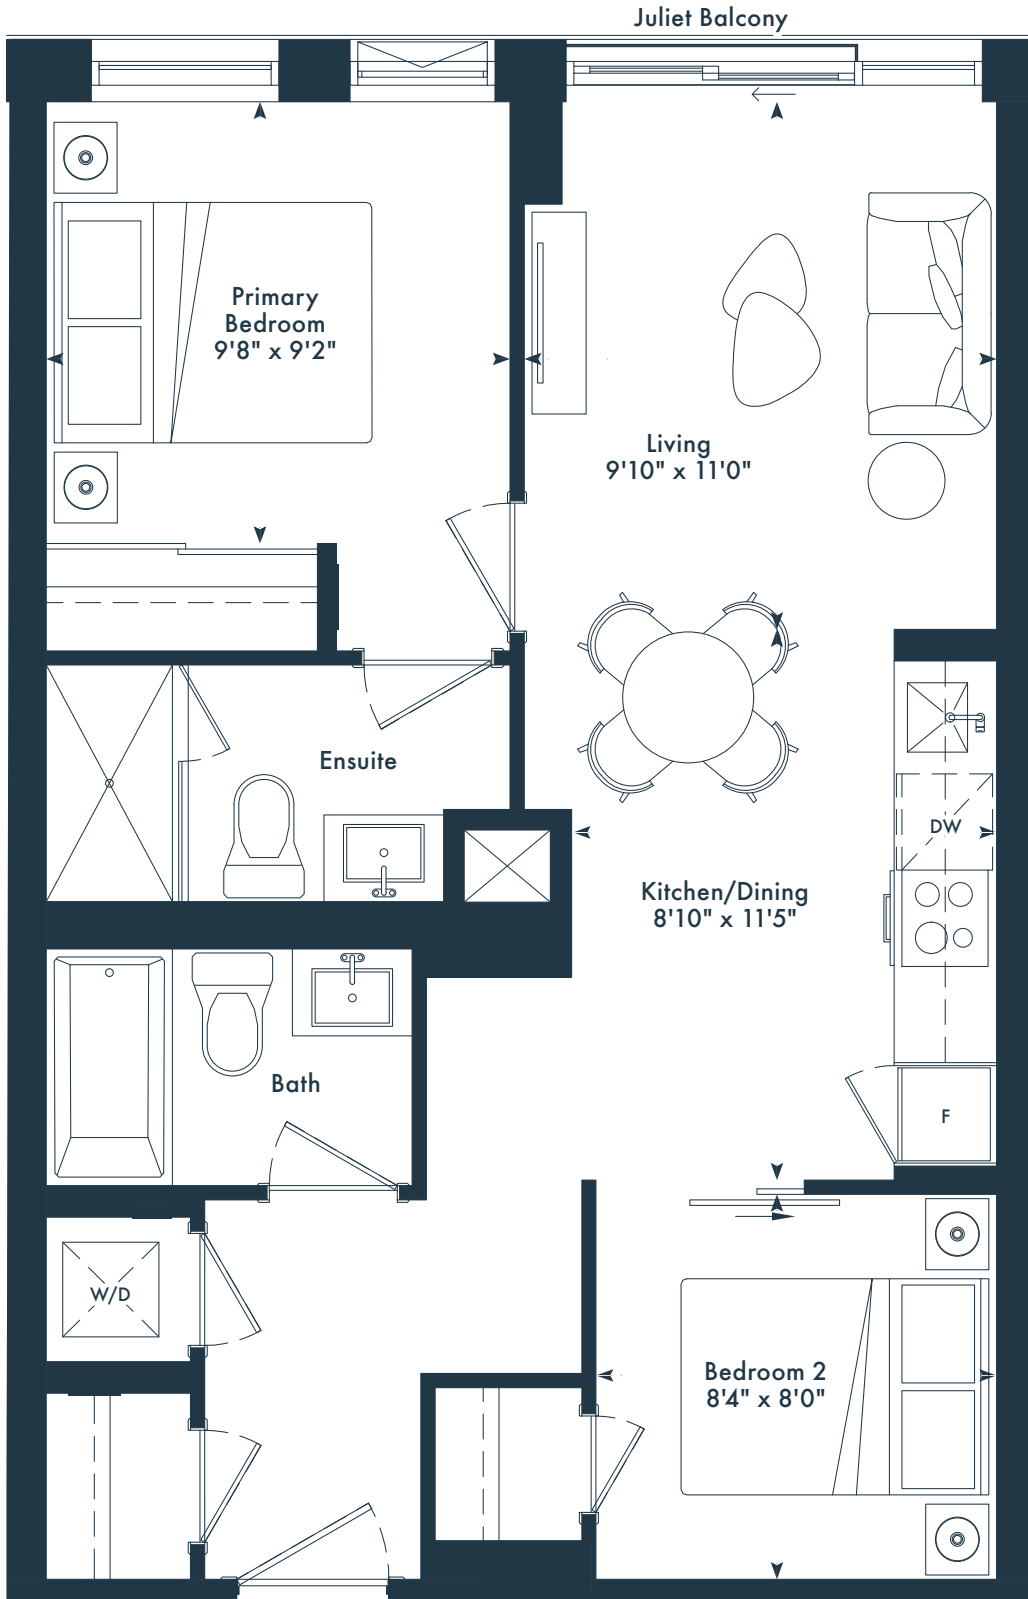 Juliet Balcony
Primary
Bedroom
9'8" x 9'2"
Living
9'10" x 11'0"
Ensuite
DW
Kitchen/Dining
8'10" x 11'5"
Bath
F
W/D
Bedroom 2
8'4" x 8'0"